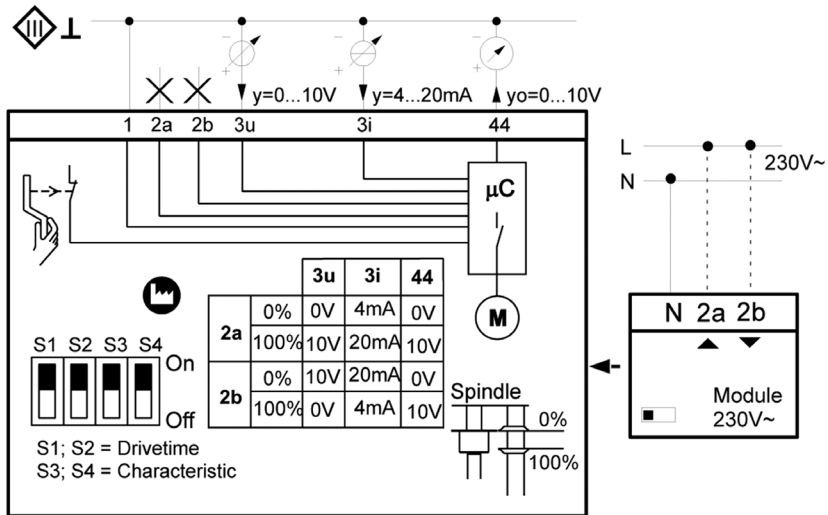 y=0...10V y=4...20mA yo=0...10V
1 2a 2b 3u 3i 44
L
N
230V~
µC
M
3u 3i 44
2a 0% 0V 4mA 0V
100% 10V 20mA 10V
2b 0% 10V 20mA 0V
100% 0V 4mA 10V
S1 S2 S3 S4
On
Off
S1; S2 = Drivetime
S3; S4 = Characteristic
Spindle
0%
100%
N 2a 2b
Module
230V~